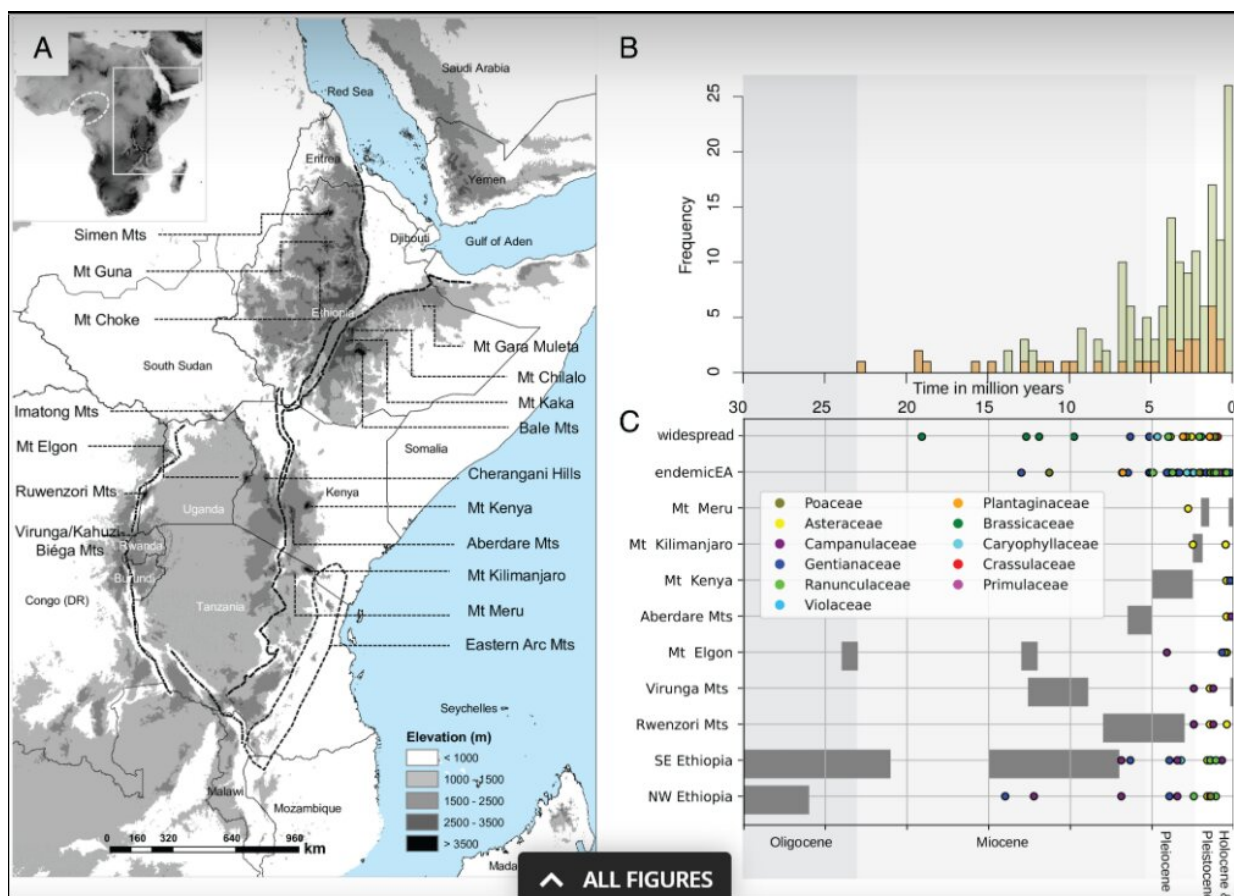 A
Red Sea
Saudi Arabia
Eritrea
Yemen
Simen Mts
Djibouti
Gulf of Aden
Mt Guna
Ethiopia
Mt Choke
Mt Gara Muleta
South Sudan
Mt Chilalo
Mt Kaka
Imatong Mts
Bale Mts
Mt Elgon
Somalia
Cherangani Hills
Ruwenzori Mts
Kenya
Mt Kenya
Uganda
Virunga/Kahuzi
Biéga Mts
Rwanda
Aberdare Mts
Burundi
Mt Kilimanjaro
Congo (DR)
Tanzania
Mt Meru
Eastern Arc Mts
Seychelles
Elevation (m)
< 1000
1000 - 1500
1500 - 2500
2500 - 3500
> 3500
Malawi
Mozambique
0 160 320 640 960
km
Mada
B
Frequency
25
20
15
10
5
0
Time in million years
30 25 20 15 10 5 0
C
widespread
endemicEA
Mt Meru
Mt Kilimanjaro
Mt Kenya
Aberdare Mts
Mt Elgon
Virunga Mts
Rwenzori Mts
SE Ethiopia
NW Ethiopia
Poaceae
Asteraceae
Campanulaceae
Gentianaceae
Ranunculaceae
Violaceae
Plantaginaceae
Brassicaceae
Caryophyllaceae
Crassulaceae
Primulaceae
Oligocene
Miocene
Pleiocene
Pleistocene
Holocene &
ALL FIGURES